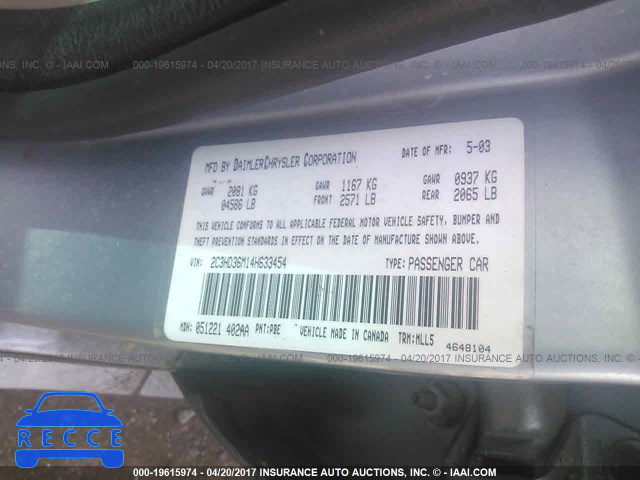 000-19615974 - 04/20/2017 INSURANCE AUTO AUCTIONS, INC. - © IAAI.COM
MFD BY DAIMLERCHRYSLER CORPORATION
DATE OF MFR: 5-03
GAWR 2081 KG GAWR 1167 KG GAWR 0937 KG
04586 LB FRONT 2571 LB REAR 2065 LB
THIS VEHICLE CONFORMS TO ALL APPLICABLE FEDERAL MOTOR VEHICLE SAFETY, BUMPER AND
THEFT PREVENTION STANDARDS IN EFFECT ON THE DATE OF MANUFACTURE SHOWN ABOVE.
VIN: 2C3HD36M14H633454 TYPE: PASSENGER CAR
MDH: 051221 402AA PNT:PBE VEHICLE MADE IN CANADA TRM:MLL5
4648104
000-19615974 - 04/20/2017 INSURANCE AUTO AUCTIONS, INC. - © IAAI.COM
RECCE
000-19615974 - 04/20/2017 INSURANCE AUTO AUCTIONS, INC. - © IAAI.COM